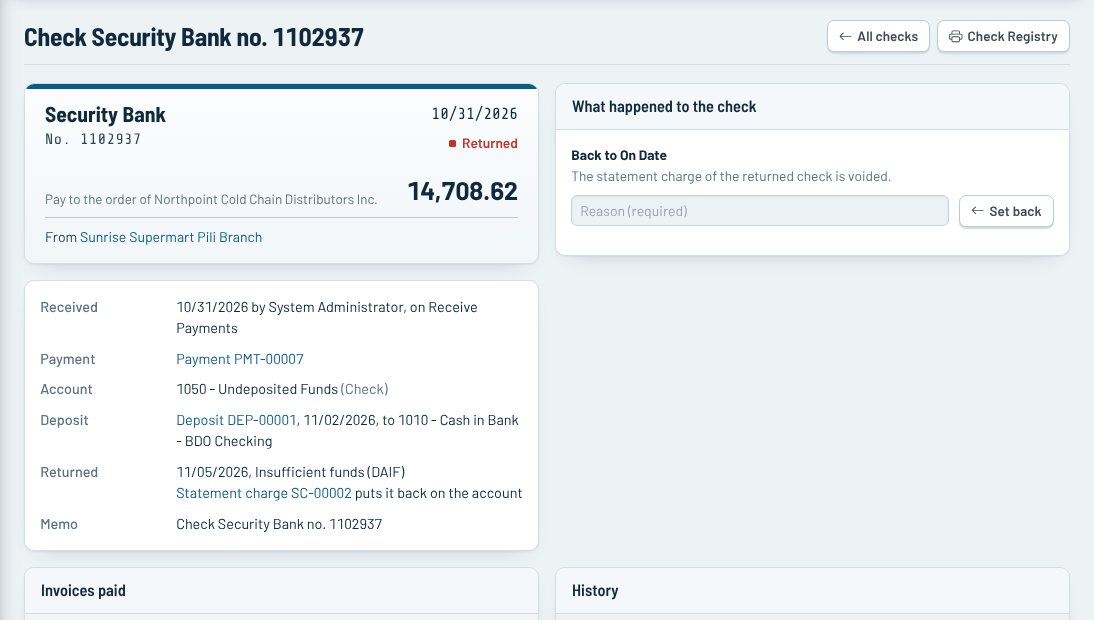 Check Security Bank no. 1102937
← All checks
Check Registry
Security Bank
10/31/2026
No. 1102937
Returned
Pay to the order of Northpoint Cold Chain Distributors Inc.
14,708.62
From Sunrise Supermart Pili Branch
What happened to the check
Back to On Date
The statement charge of the returned check is voided.
Reason (required)
← Set back
Received
10/31/2026 by System Administrator, on Receive
Payments
Payment
Payment PMT-00007
Account
1050 - Undeposited Funds (Check)
Deposit
Deposit DEP-00001, 11/02/2026, to 1010 - Cash in Bank
- BDO Checking
Returned
11/05/2026, Insufficient funds (DAIF)
Statement charge SC-00002 puts it back on the account
Memo
Check Security Bank no. 1102937
Invoices paid
History